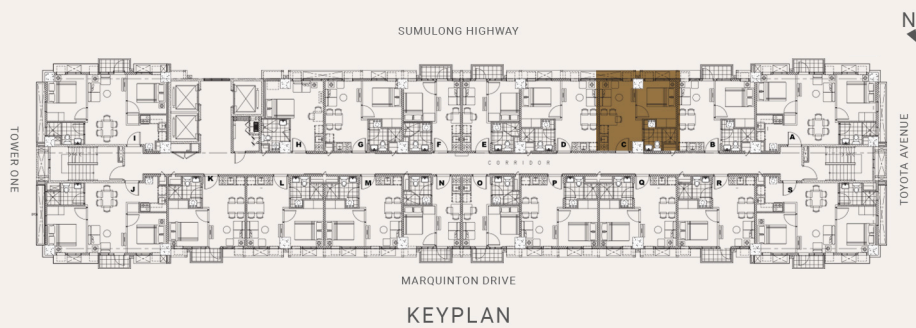 SUMULONG HIGHWAY
N
TOWER ONE
I
H
G
F
E
D
C
B
A
CORRIDOR
J
K
L
M
N
O
P
Q
R
S
TOYOTA AVENUE
MARQUINTON DRIVE
KEYPLAN